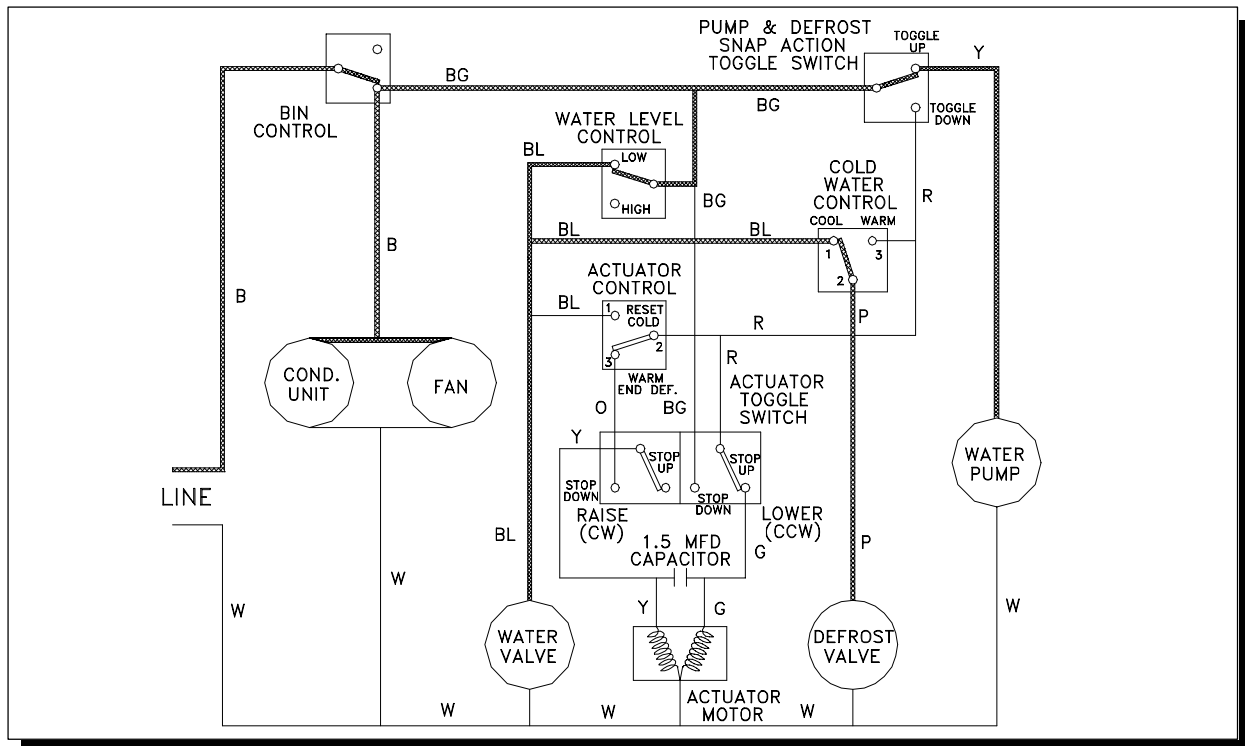 PUMP & DEFROST
SNAP ACTION
TOGGLE SWITCH
TOGGLE
UP
Y
BG
BG
TOGGLE
DOWN
BIN
CONTROL
WATER LEVEL
CONTROL
BL
LOW
HIGH
BG
COLD
WATER
CONTROL
COOL WARM
R
BL
BL
1
3
2
B
B
ACTUATOR
CONTROL
BL
1
RESET
COLD
2
3
R
P
WARM
END DEF.
R
ACTUATOR
TOGGLE
SWITCH
COND.
UNIT
FAN
O
BG
Y
STOP
UP
STOP
UP
STOP
DOWN
STOP
DOWN
WATER
PUMP
LINE
RAISE
(CW)
LOWER
(CCW)
BL
1.5 MFD
CAPACITOR
G
P
W
W
Y
G
W
WATER
VALVE
DEFROST
VALVE
ACTUATOR
MOTOR
W
W
W